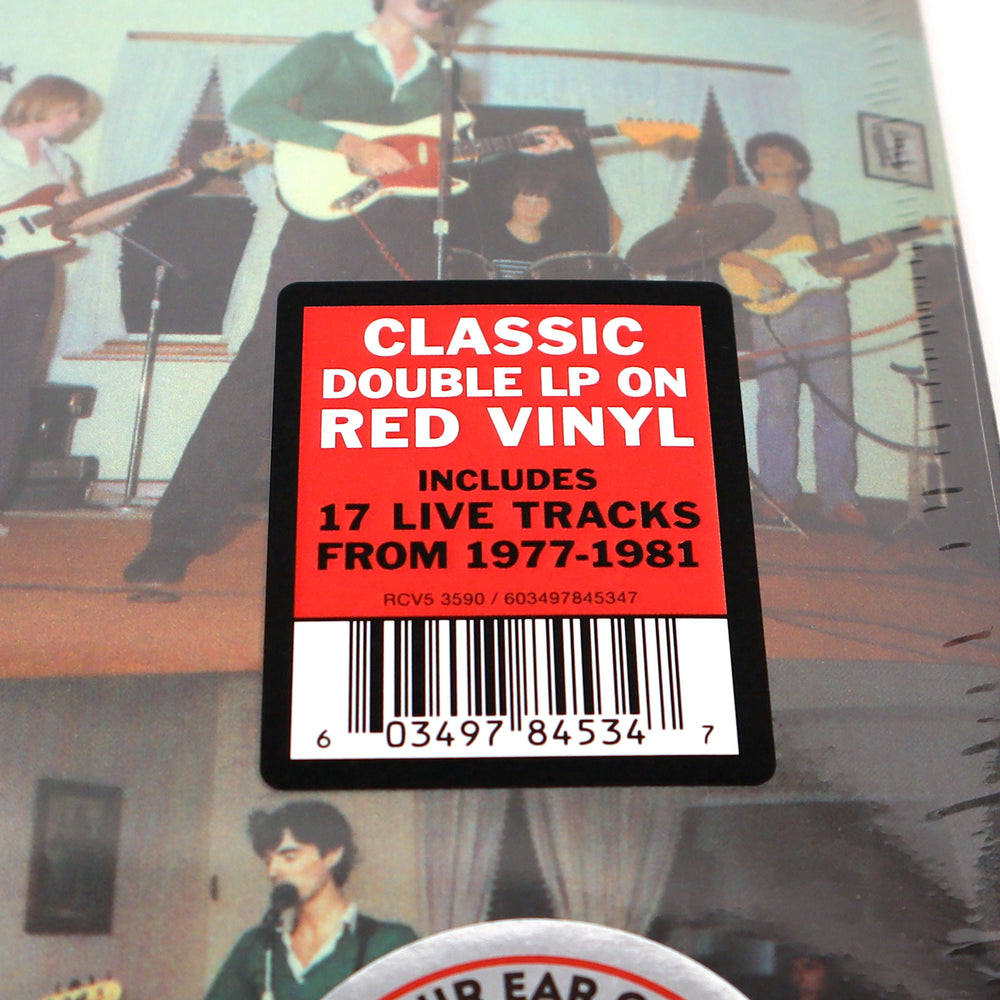 CLASSIC
DOUBLE LP ON
RED VINYL
INCLUDES
17 LIVE TRACKS
FROM 1977-1981
RCV5 3590 / 603497845347
6 03497 84534 7
EAR